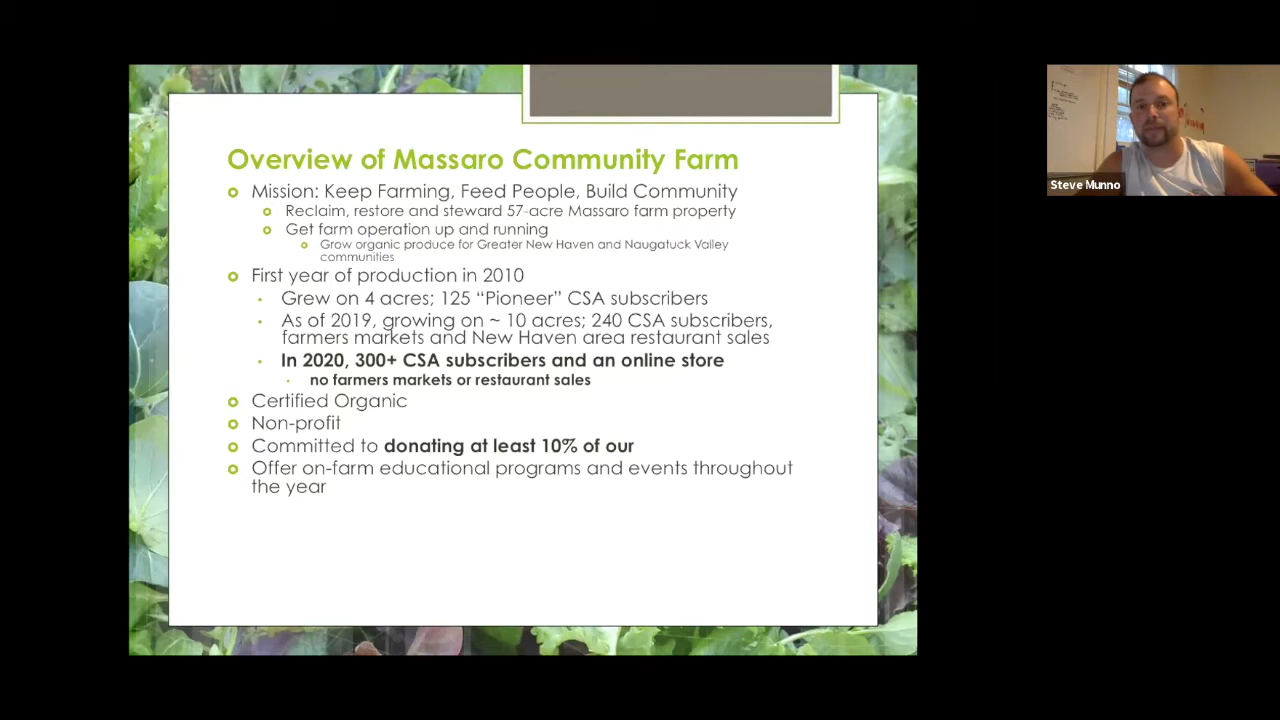 Overview of Massaro Community Farm
Mission: Keep Farming, Feed People, Build Community
Reclaim, restore and steward 57-acre Massaro farm property
Get farm operation up and running
Grow organic produce for Greater New Haven and Naugatuck Valley
communities
First year of production in 2010
Grew on 4 acres; 125 “Pioneer” CSA subscribers
As of 2019, growing on ~ 10 acres; 240 CSA subscribers,
farmers markets and New Haven area restaurant sales
In 2020, 300+ CSA subscribers and an online store
no farmers markets or restaurant sales
Certified Organic
Non-profit
Committed to donating at least 10% of our
Offer on-farm educational programs and events throughout
the year
Steve Munno